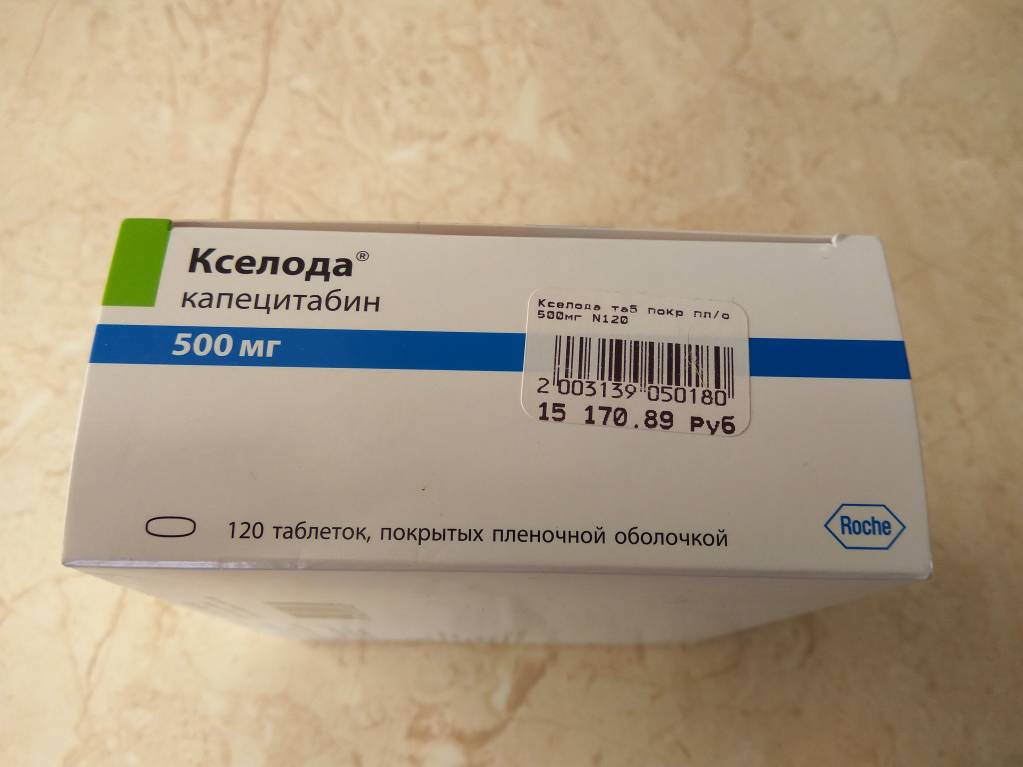 Кселода®
капецитабин
500 мг
Кселода таб покр пл/о
500мг N120
2 003139 050180
15 170.89 Руб
120 таблеток, покрытых пленочной оболочкой
Roche